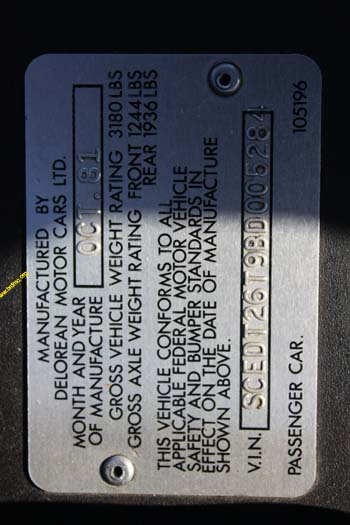 MANUFACTURED BY
DELOREAN MOTOR CARS LTD.
MONTH AND YEAR
OF MANUFACTURE OCT.81
GROSS VEHICLE WEIGHT RATING 3180 LBS
GROSS AXLE WEIGHT RATING FRONT 1244 LBS
REAR 1936 LBS
THIS VEHICLE CONFORMS TO ALL
APPLICABLE FEDERAL MOTOR VEHICLE
SAFETY AND BUMPER STANDARDS IN
EFFECT ON THE DATE OF MANUFACTURE
SHOWN ABOVE.
V.I.N. SCEDT26T9BD006284
PASSENGER CAR. 105196